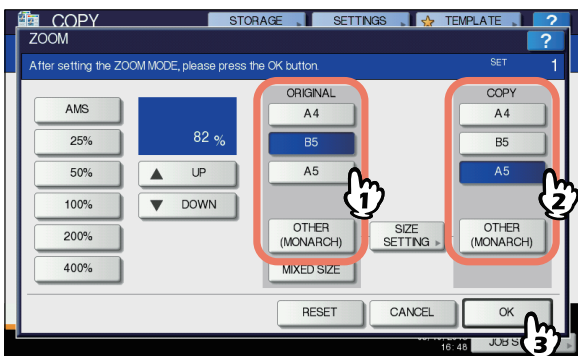 COPY
STORAGE SETTINGS TEMPLATE ?
ZOOM ?
After setting the ZOOM MODE, please press the OK button. SET 1
ORIGINAL COPY
AMS A4 A4
25% 82 % B5 B5
50% UP A5 A5
1 2
100% DOWN
200% OTHER (MONARCH) SIZE SETTING OTHER (MONARCH)
400% MIXED SIZE
RESET CANCEL OK
3
16:48 JOB S